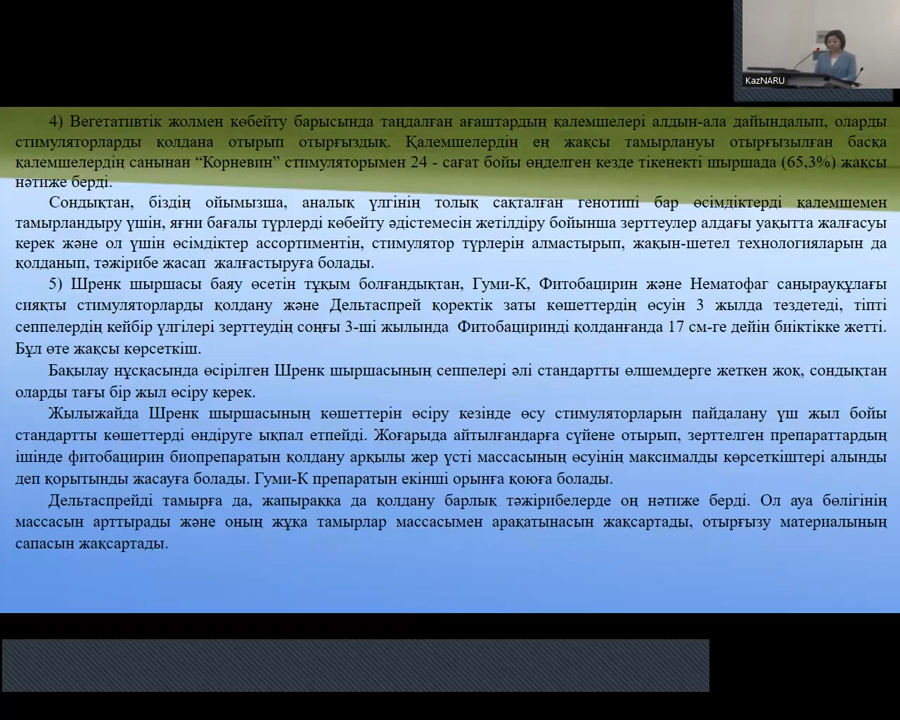 KazNARU
4) Вегетативтік жолмен көбейту барысында таңдалған ағаштардың қалемшелері алдын-ала дайындалып, оларды
стимуляторларды қолдана отырып отырғыздық. Қалемшелердің ең жақсы тамырлануы отырғызылған басқа
қалемшелердің санынан “Корневин” стимуляторымен 24 - сағат бойы өңделген кезде тікенекті шыршада (65,3%) жақсы
нәтиже берді.
Сондықтан, біздің ойымызша, аналық үлгінің толық сақталған генотипі бар өсімдіктерді қалемшемен
тамырландыру үшін, яғни бағалы түрлерді көбейту әдістемесін жетілдіру бойынша зерттеулер алдағы уақытта жалғасуы
керек және ол үшін өсімдіктер ассортиментін, стимулятор түрлерін алмастырып, жақын-шетел технологияларын да
қолданып, тәжірибе жасап жалғастыруға болады.
5) Шренк шыршасы баяу өсетін тұқым болғандықтан, Гуми-К, Фитобацирин және Нематофаг саңырауқұлағы
сияқты стимуляторларды қолдану және Дельтаспрей қоректік заты көшеттердің өсуін 3 жылда тездетеді, тіпті
сеппелердің кейбір үлгілері зерттеудің соңғы 3-ші жылында Фитобациринді қолданғанда 17 см-ге дейін биіктікке жетті.
Бұл өте жақсы көрсеткіш.
Бақылау нұсқасында өсірілген Шренк шыршасының сеппелері әлі стандартты өлшемдерге жеткен жоқ, сондықтан
оларды тағы бір жыл өсіру керек.
Жылыжайда Шренк шыршасының көшеттерін өсіру кезінде өсу стимуляторларын пайдалану үш жыл бойы
стандартты көшеттерді өндіруге ықпал етпейді. Жоғарыда айтылғандарға сүйене отырып, зерттелген препараттардың
ішінде фитобацирин биопрепаратын қолдану арқылы жер үсті массасының өсуінің максималды көрсеткіштері алынды
деп қорытынды жасауға болады. Гуми-К препаратын екінші орынға қоюға болады.
Дельтаспрейді тамырға да, жапыраққа да қолдану барлық тәжірибелерде оң нәтиже берді. Ол ауа бөлігінің
массасын арттырады және оның жұқа тамырлар массасымен арақатынасын жақсартады, отырғызу материалының
сапасын жақсартады.